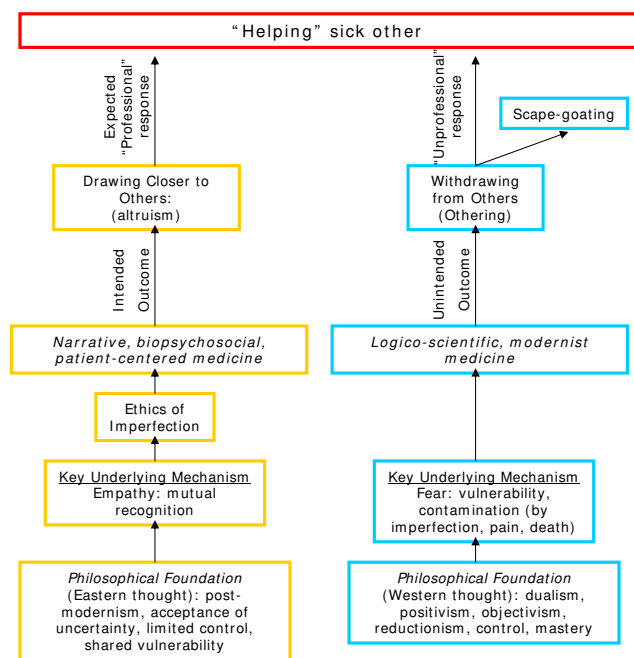 "Helping" sick other
Expected
"Professional"
response
"Unprofessional"
response
Scape-goating
Drawing Closer to
Others:
(altruism)
Withdrawing
from Others
(Othering)
Intended
Outcome
Unintended
Outcome
Narrative, biopsychosocial,
patient-centered medicine
Logico-scientific, modernist
medicine
Ethics of
Imperfection
Key Underlying Mechanism
Empathy: mutual
recognition
Key Underlying Mechanism
Fear: vulnerability,
contamination (by
imperfection, pain, death)
Philosophical Foundation
(Eastern thought): post-
modernism, acceptance of
uncertainty, limited control,
shared vulnerability
Philosophical Foundation
(Western thought): dualism,
positivism, objectivism,
reductionism, control, mastery